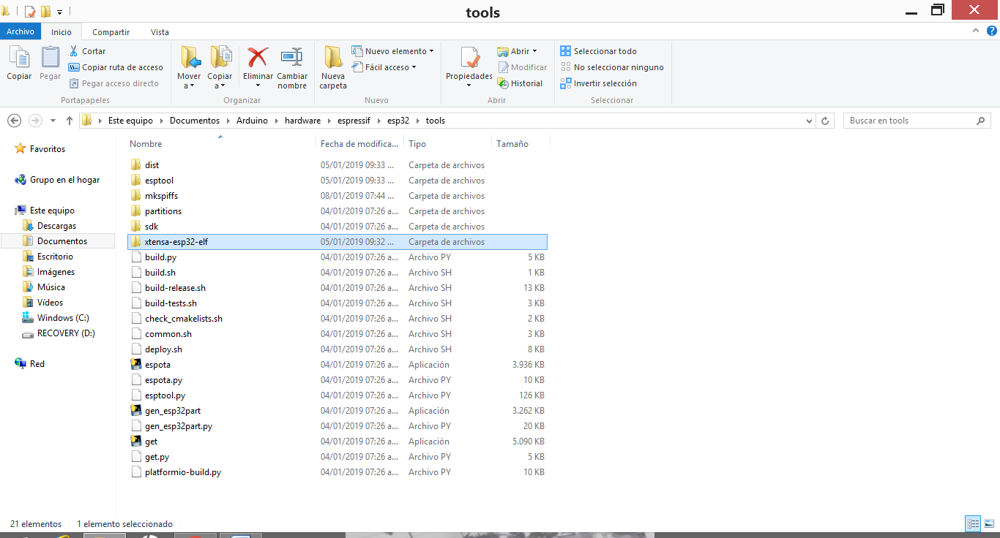 tools
Archivo Inicio Compartir Vista
Copiar
Pegar
Cortar
Copiar ruta de acceso
Pegar acceso directo
Portapapeles
Mover a
Copiar a
Eliminar
Cambiar nombre
Organizar
Nueva carpeta
Nuevo elemento
Fácil acceso
Nuevo
Propiedades
Abrir
Modificar
Historial
Abrir
Seleccionar todo
No seleccionar ninguno
Invertir selección
Seleccionar
Este equipo Documentos Arduino hardware espressif esp32 tools
Buscar en tools
Favoritos
Grupo en el hogar
Este equipo
Descargas
Documentos
Escritorio
Imágenes
Música
Vídeos
Windows (C:)
RECOVERY (D:)
Red
Nombre Fecha de modifica... Tipo Tamaño
dist 05/01/2019 09:33 ... Carpeta de archivos
esptool 05/01/2019 09:33 ... Carpeta de archivos
mkspiffs 08/01/2019 07:44 ... Carpeta de archivos
partitions 04/01/2019 07:26 a... Carpeta de archivos
sdk 04/01/2019 07:26 a... Carpeta de archivos
xtensa-esp32-elf 05/01/2019 09:32 ... Carpeta de archivos
build.py 04/01/2019 07:26 a... Archivo PY 5 KB
build.sh 04/01/2019 07:26 a... Archivo SH 1 KB
build-release.sh 04/01/2019 07:26 a... Archivo SH 13 KB
build-tests.sh 04/01/2019 07:26 a... Archivo SH 3 KB
check_cmakelists.sh 04/01/2019 07:26 a... Archivo SH 2 KB
common.sh 04/01/2019 07:26 a... Archivo SH 3 KB
deploy.sh 04/01/2019 07:26 a... Archivo SH 8 KB
espota 04/01/2019 07:26 a... Aplicación 3.936 KB
espota.py 04/01/2019 07:26 a... Archivo PY 10 KB
esptool.py 04/01/2019 07:26 a... Archivo PY 126 KB
gen_esp32part 04/01/2019 07:26 a... Aplicación 3.262 KB
gen_esp32part.py 04/01/2019 07:26 a... Archivo PY 20 KB
get 04/01/2019 07:26 a... Aplicación 5.090 KB
get.py 04/01/2019 07:26 a... Archivo PY 5 KB
platformio-build.py 04/01/2019 07:26 a... Archivo PY 10 KB
21 elementos 1 elemento seleccionado